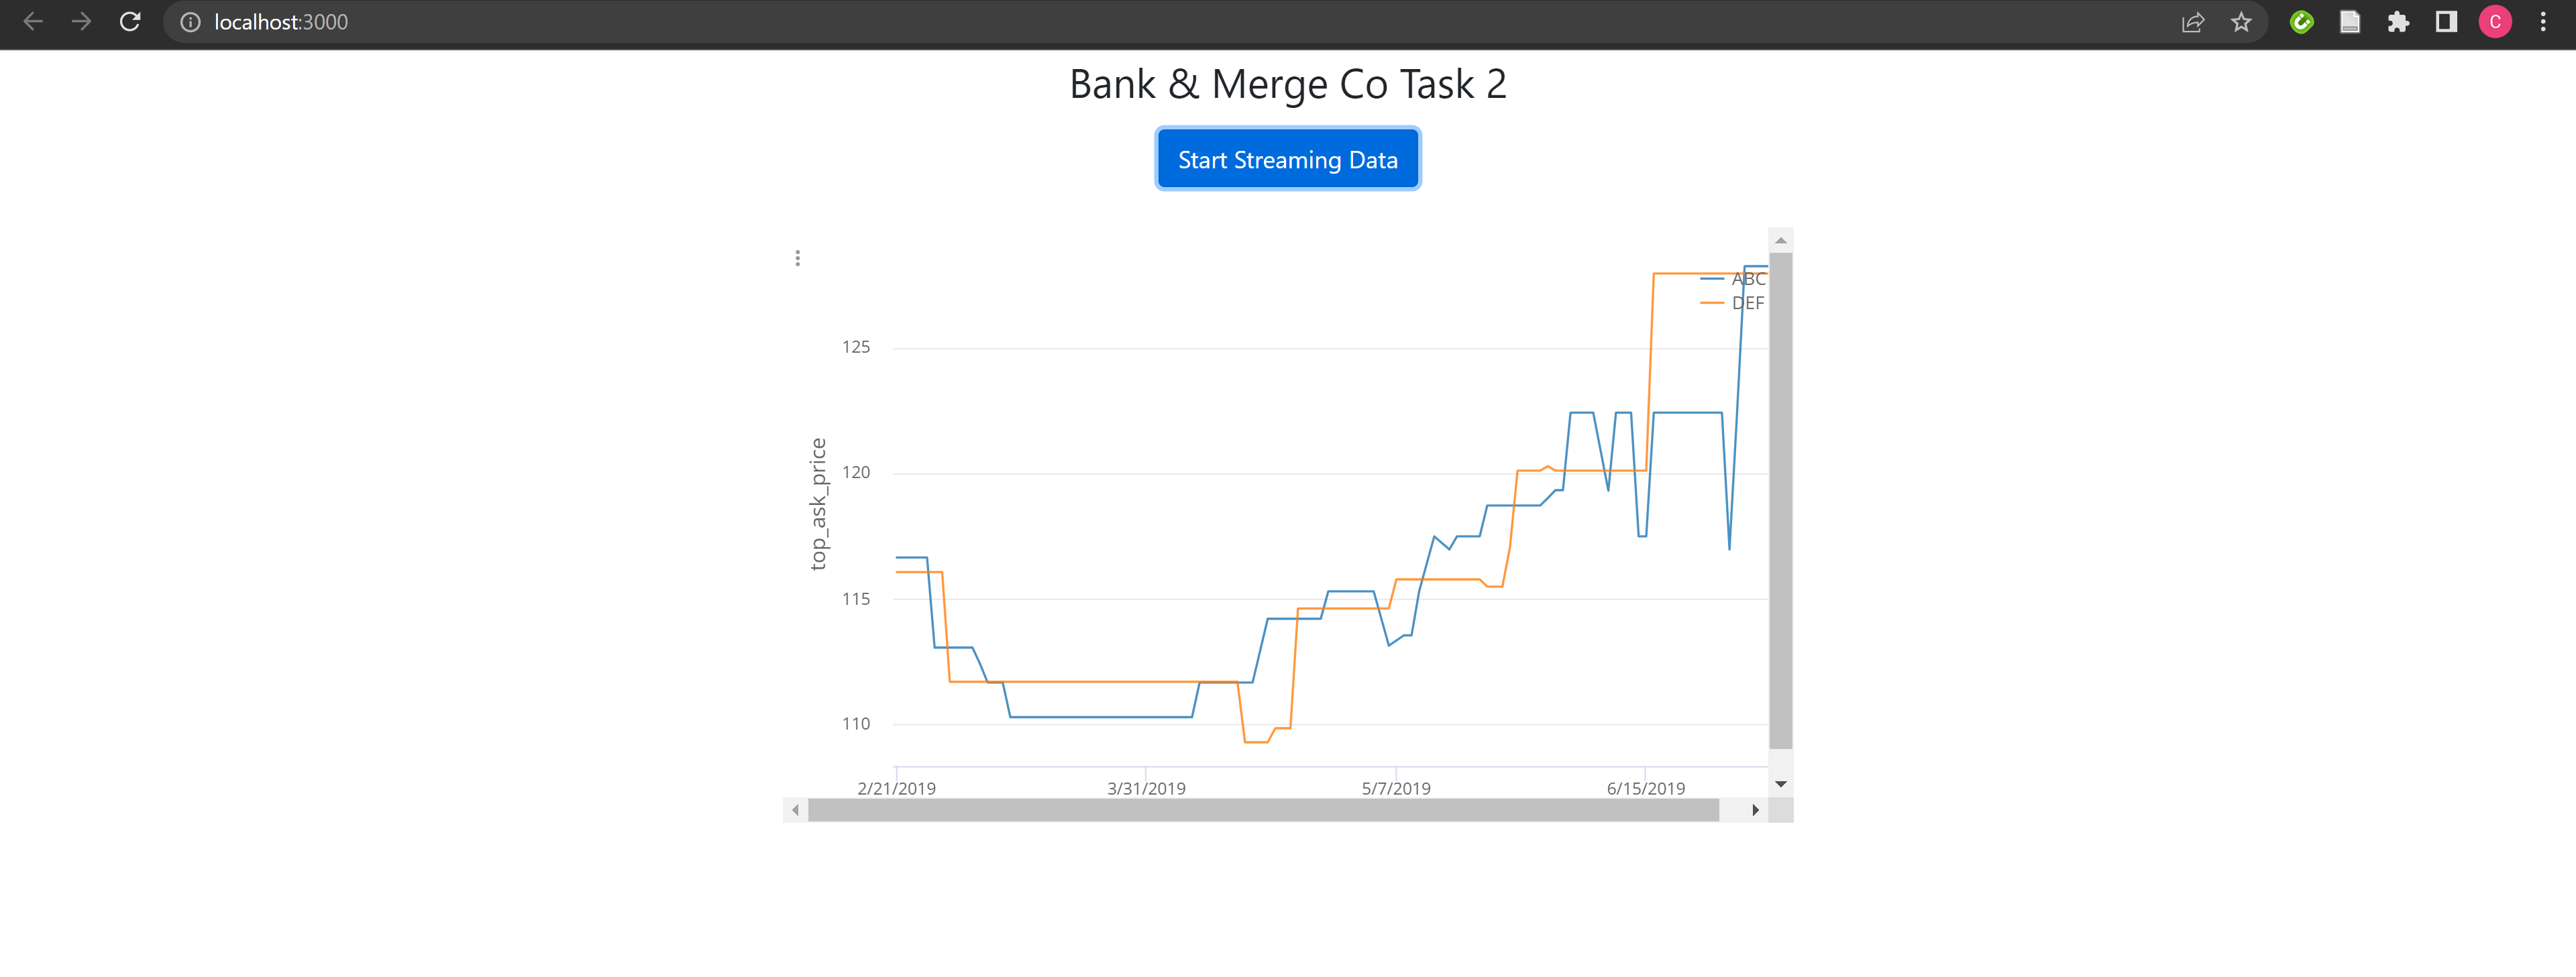 localhost:3000
C
Bank & Merge Co Task 2
Start Streaming Data
ABC
DEF
125
120
115
110
top_ask_price
2/21/2019 3/31/2019 5/7/2019 6/15/2019